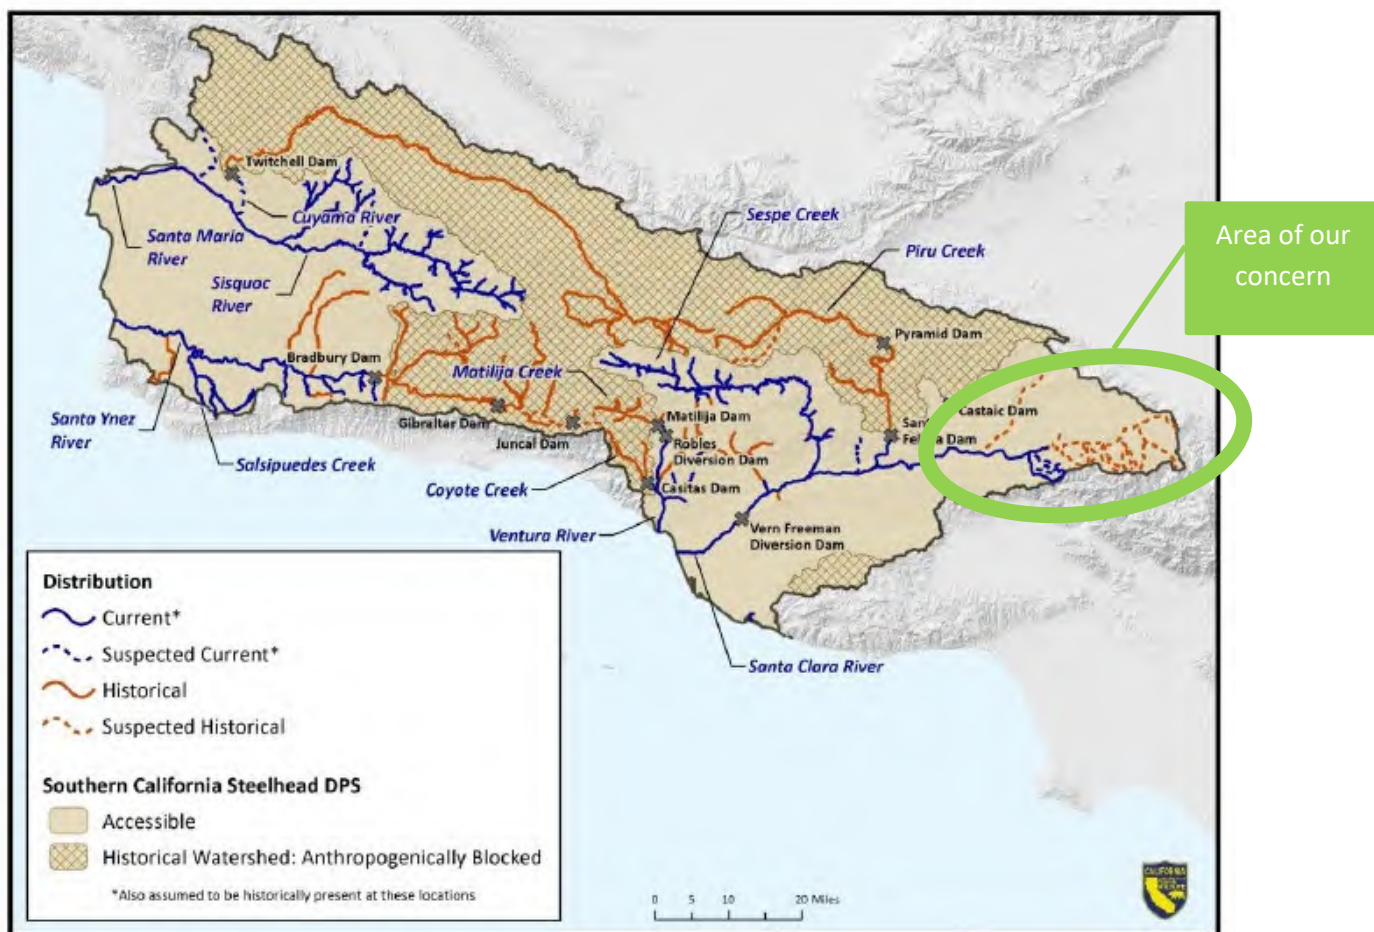 Twitchell Dam
Cuyama River
Santa Maria
River
Sisquoc
River
Sespe Creek
Piru Creek
Area of our
concern
Pyramid Dam
Bradbury Dam
Matilija Creek
Castaic Dam
Santa Ynez
River
Gibraltar Dam
Matilija Dam
Felicia Dam
Juncal Dam
Robles
Diversion Dam
Salsipuedes Creek
Coyote Creek
Casitas Dam
Ventura River
Vern Freeman
Diversion Dam
Santa Clara River
Distribution
Current*
Suspected Current*
Historical
Suspected Historical
Southern California Steelhead DPS
Accessible
Historical Watershed: Anthropogenically Blocked
*Also assumed to be historically present at these locations
0 5 10 20 Miles
CALIFORNIA